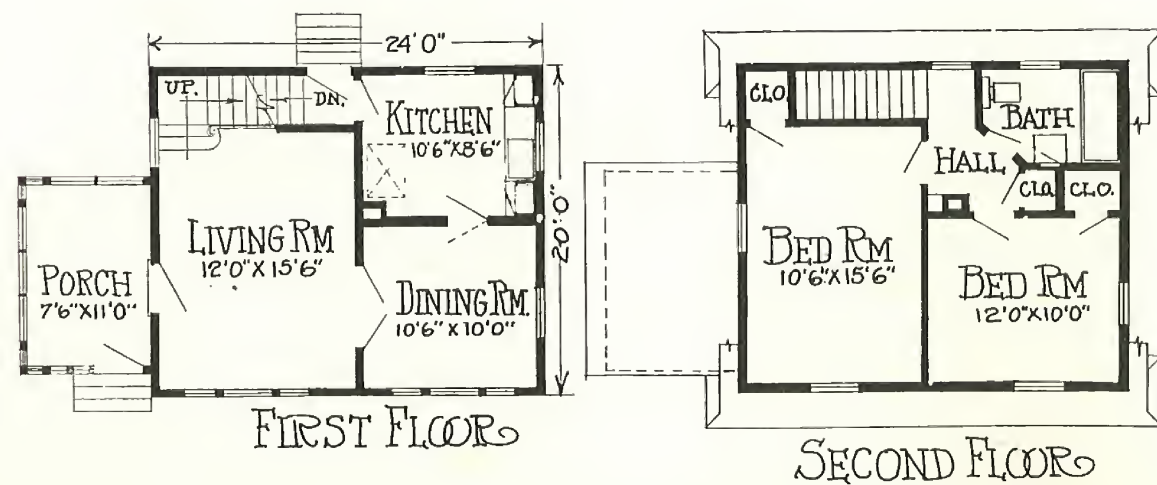 24'0"
UP.
DN.
KITCHEN
10'6"X8'6"
20'0"
LIVING RM
12'0"X15'6"
PORCH
7'6"X11'0"
DINING RM.
10'6"X10'0"
FIRST FLOOR
CLO.
BATH
HALL
CLO.
CLO.
BED RM
10'6"X15'6"
BED RM
12'0"X10'0"
SECOND FLOOR